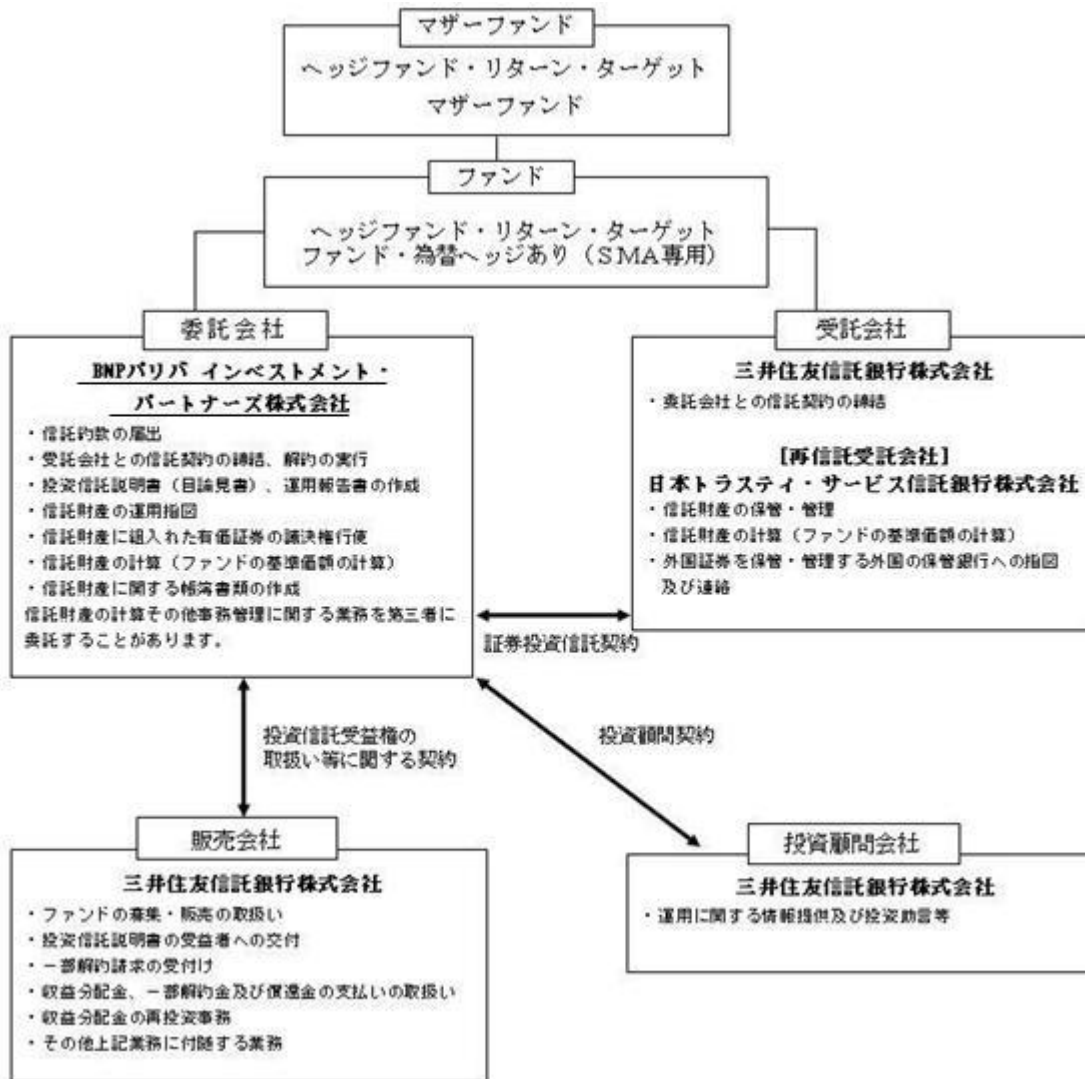 マザーファンド
ヘッジファンド・リターン・ターゲット
マザーファンド
ファンド
ヘッジファンド・リターン・ターゲット
ファンド・為替ヘッジあり（ＳＭＡ専用）
委託会社
BNPパリバ インベストメント・
パートナーズ株式会社
・信託約款の届出
・受託会社との信託契約の締結、解約の実行
・投資信託説明書（目論見書）、運用報告書の作成
・信託財産の運用指図
・信託財産に組入れた有価証券の議決権行使
・信託財産の計算（ファンドの基準価額の計算）
・信託財産に関する帳簿書類の作成
信託財産の計算その他事務管理に関する業務を第三者に
委託することがあります。
受託会社
三井住友信託銀行株式会社
・委託会社との信託契約の締結
［再信託受託会社］
日本トラスティ・サービス信託銀行株式会社
・信託財産の保管・管理
・信託財産の計算（ファンドの基準価額の計算）
・外国証券を保管・管理する外国の保管銀行への指図
及び連絡
証券投資信託契約
投資信託受益権の
取扱い等に関する契約
投資顧問契約
販売会社
三井住友信託銀行株式会社
・ファンドの募集・販売の取扱い
・投資信託説明書の受益者への交付
・一部解約請求の受付け
・収益分配金、一部解約金及び償還金の支払いの取扱い
・収益分配金の再投資事務
・その他上記業務に付随する業務
投資顧問会社
三井住友信託銀行株式会社
・運用に関する情報提供及び投資助言等